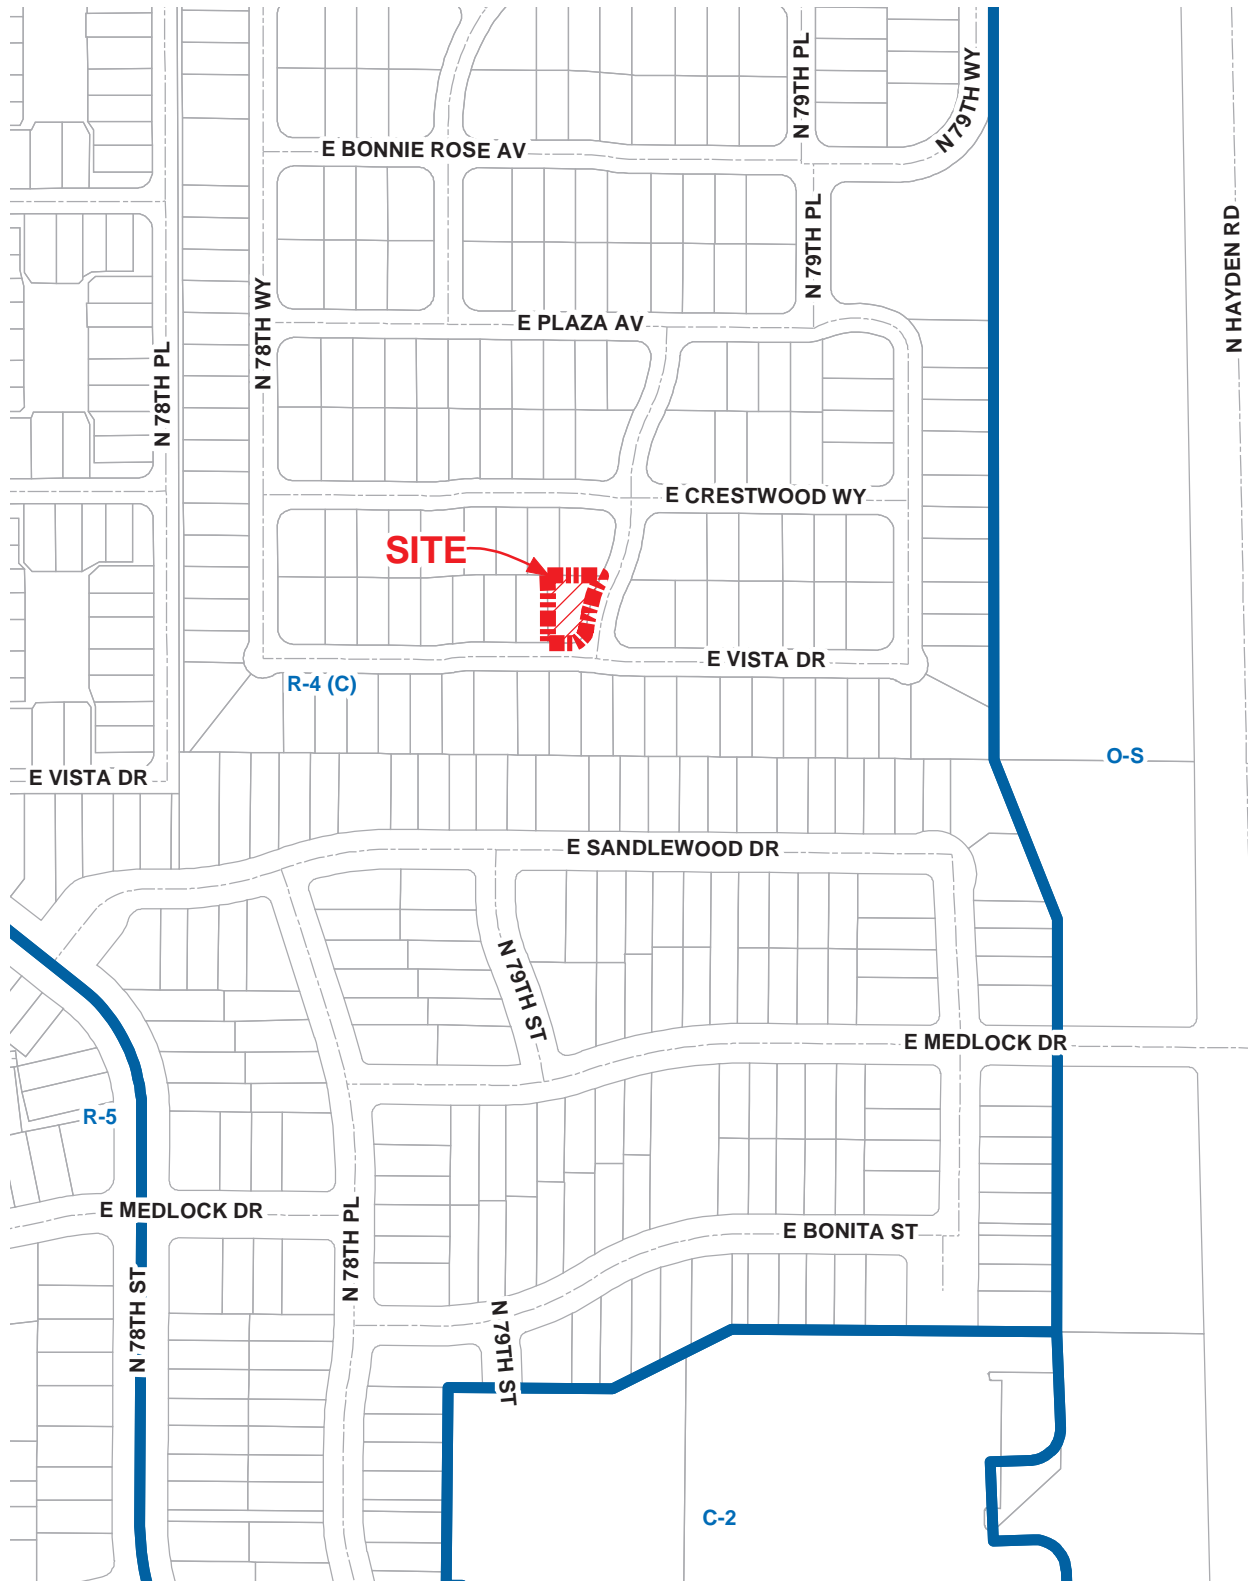 N 79TH PL
N 79TH WY
E BONNIE ROSE AV
N 79TH PL
N HAYDEN RD
N 78TH WY
E PLAZA AV
N 78TH PL
E CRESTWOOD WY
SITE
E VISTA DR
R-4 (C)
O-S
E VISTA DR
E SANDLEWOOD DR
N 79TH ST
E MEDLOCK DR
R-5
E MEDLOCK DR
N 78TH PL
E BONITA ST
N 78TH ST
N 79TH ST
C-2